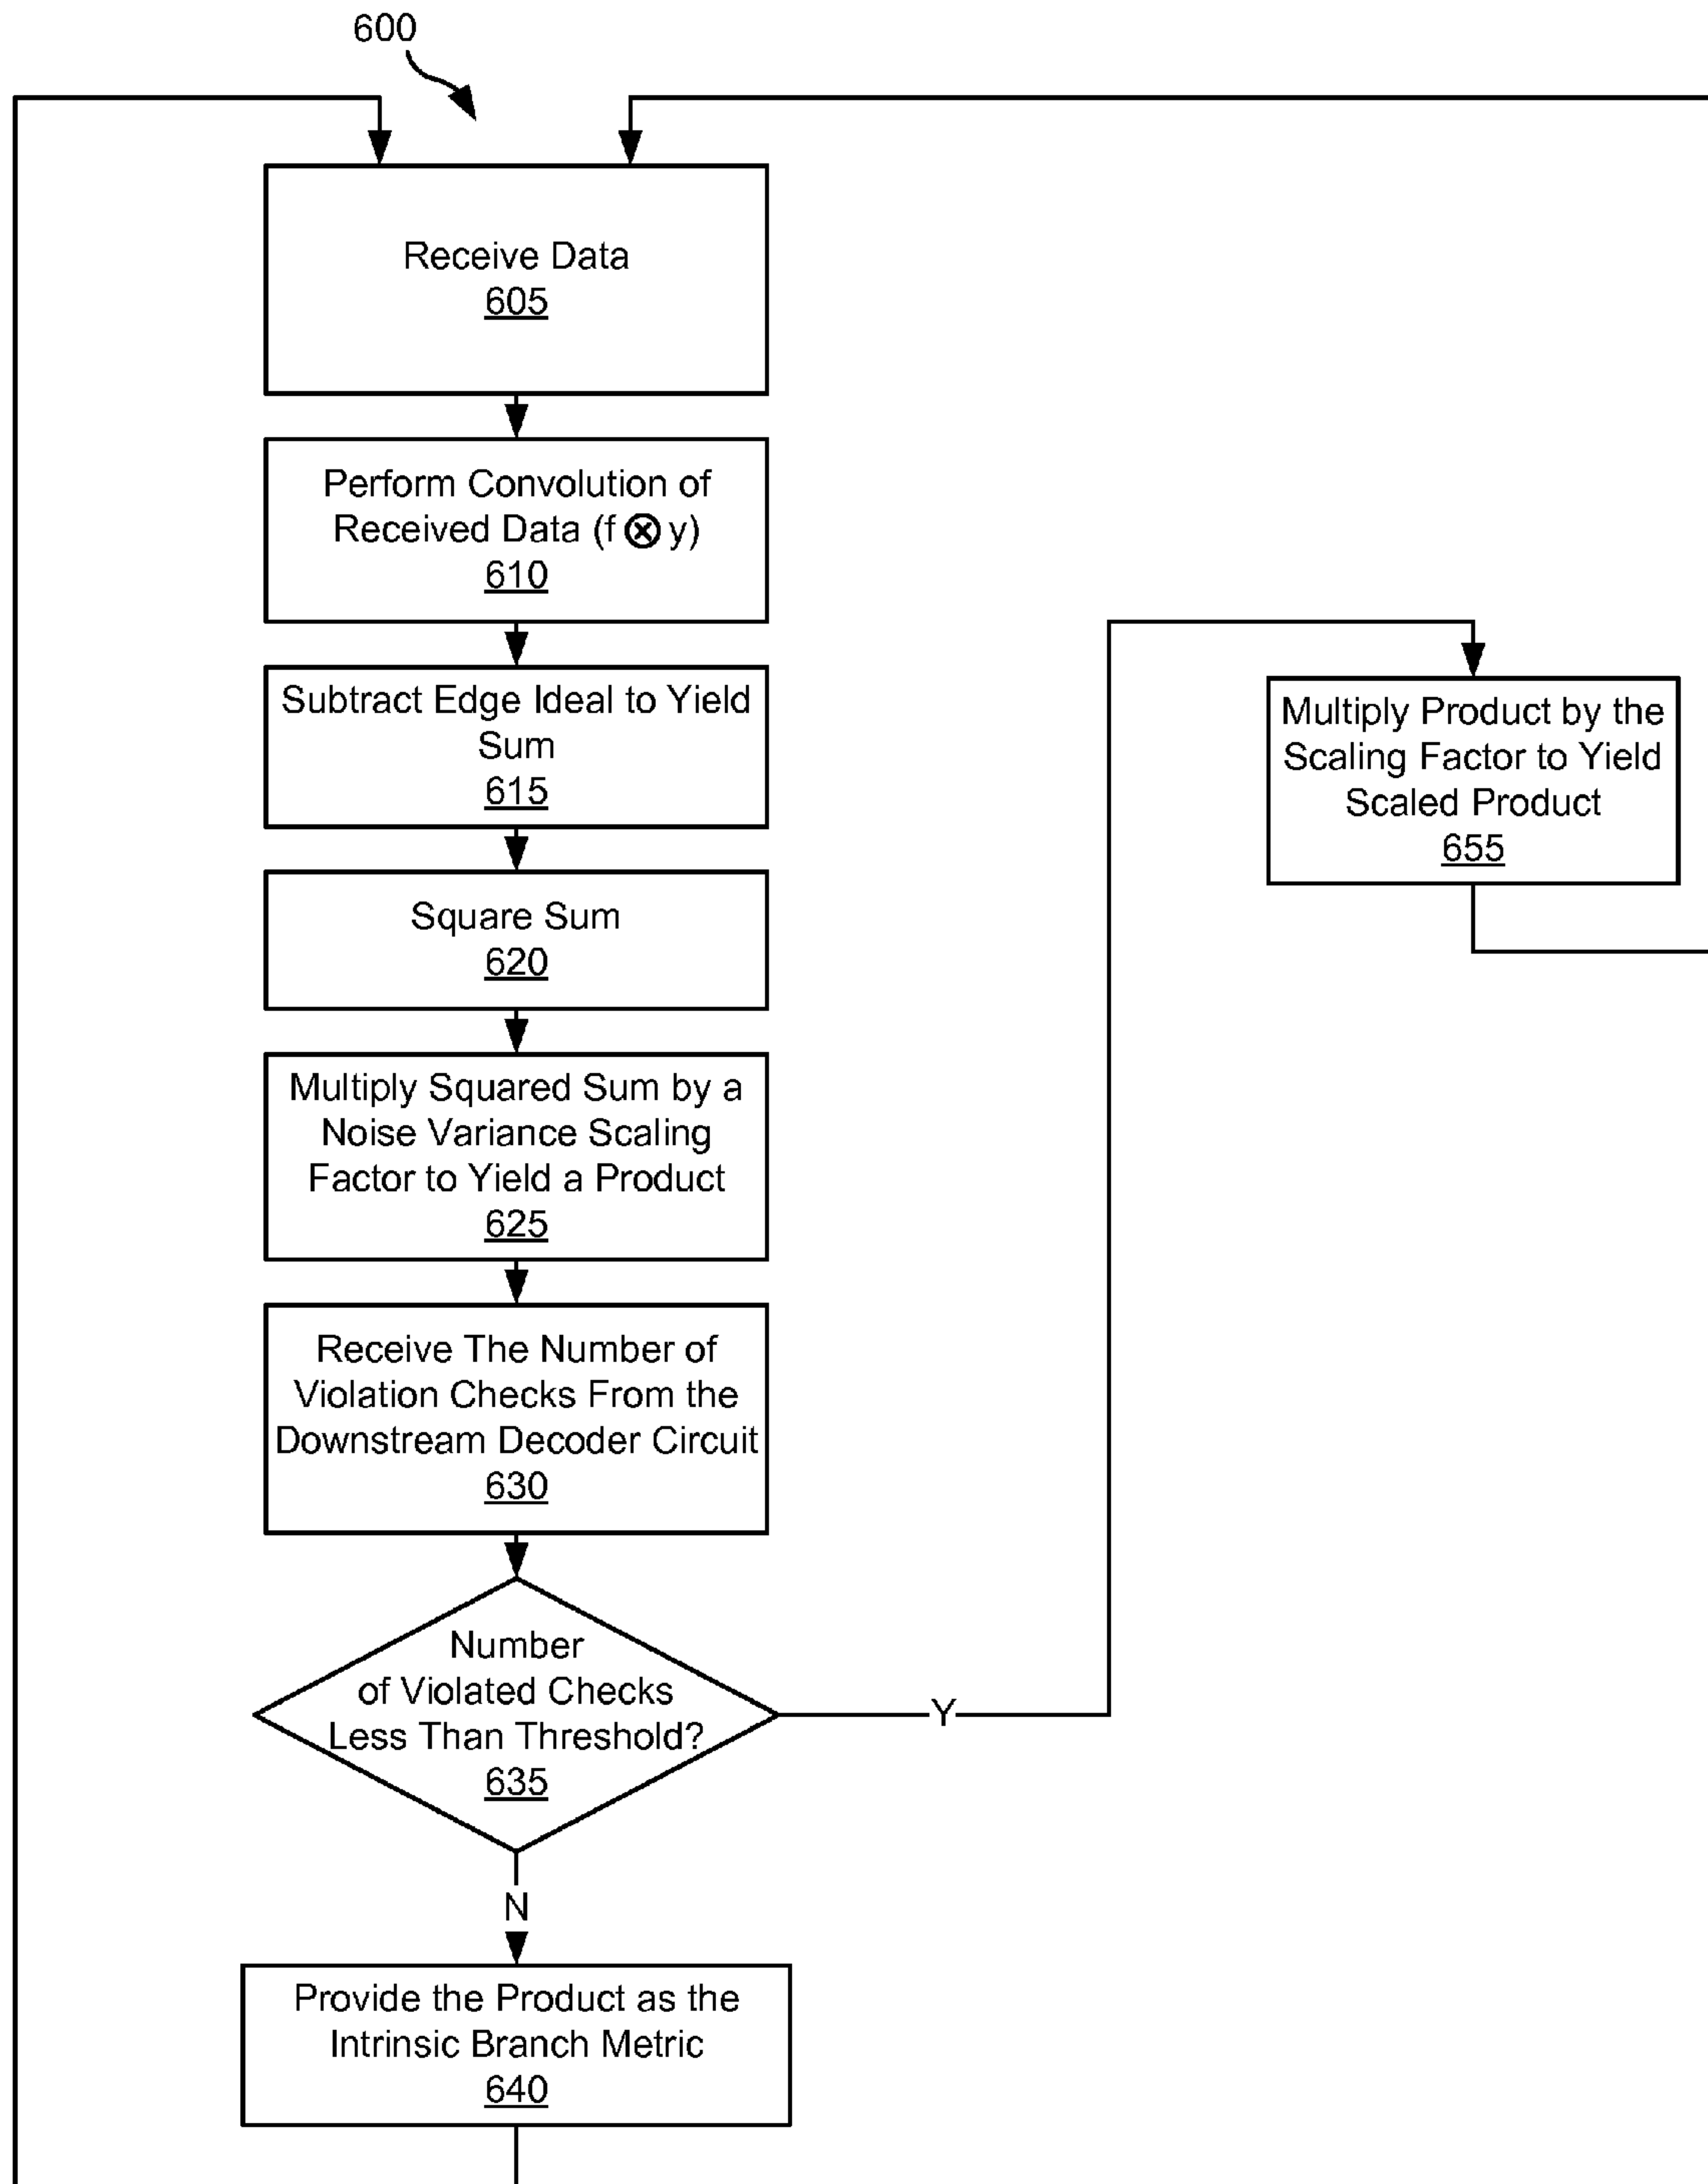 600
Receive Data
605
Perform Convolution of
Received Data (f ⊗ y)
610
Subtract Edge Ideal to Yield
Sum
615
Square Sum
620
Multiply Squared Sum by a
Noise Variance Scaling
Factor to Yield a Product
625
Receive The Number of
Violation Checks From the
Downstream Decoder Circuit
630
Number
of Violated Checks
Less Than Threshold?
635
Y
N
Provide the Product as the
Intrinsic Branch Metric
640
Multiply Product by the
Scaling Factor to Yield
Scaled Product
655